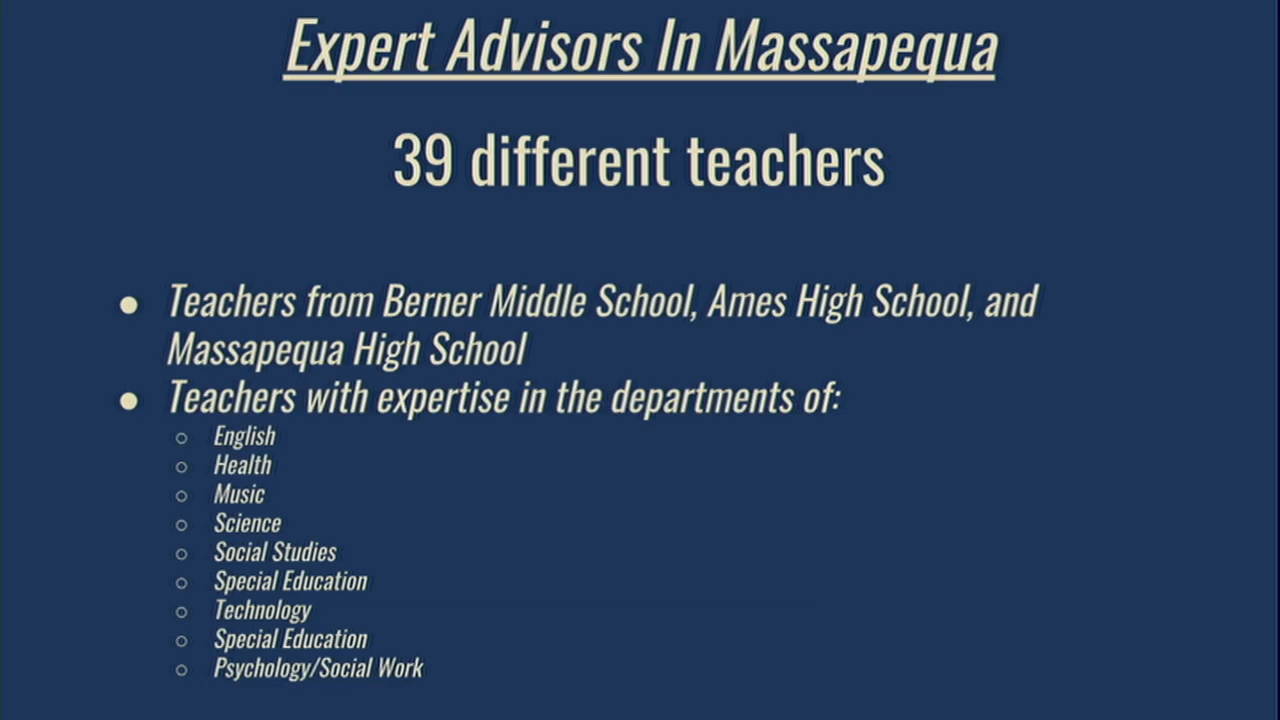 Expert Advisors In Massapequa
39 different teachers
● Teachers from Berner Middle School, Ames High School, and
Massapequa High School
● Teachers with expertise in the departments of:
○ English
○ Health
○ Music
○ Science
○ Social Studies
○ Special Education
○ Technology
○ Special Education
○ Psychology/Social Work